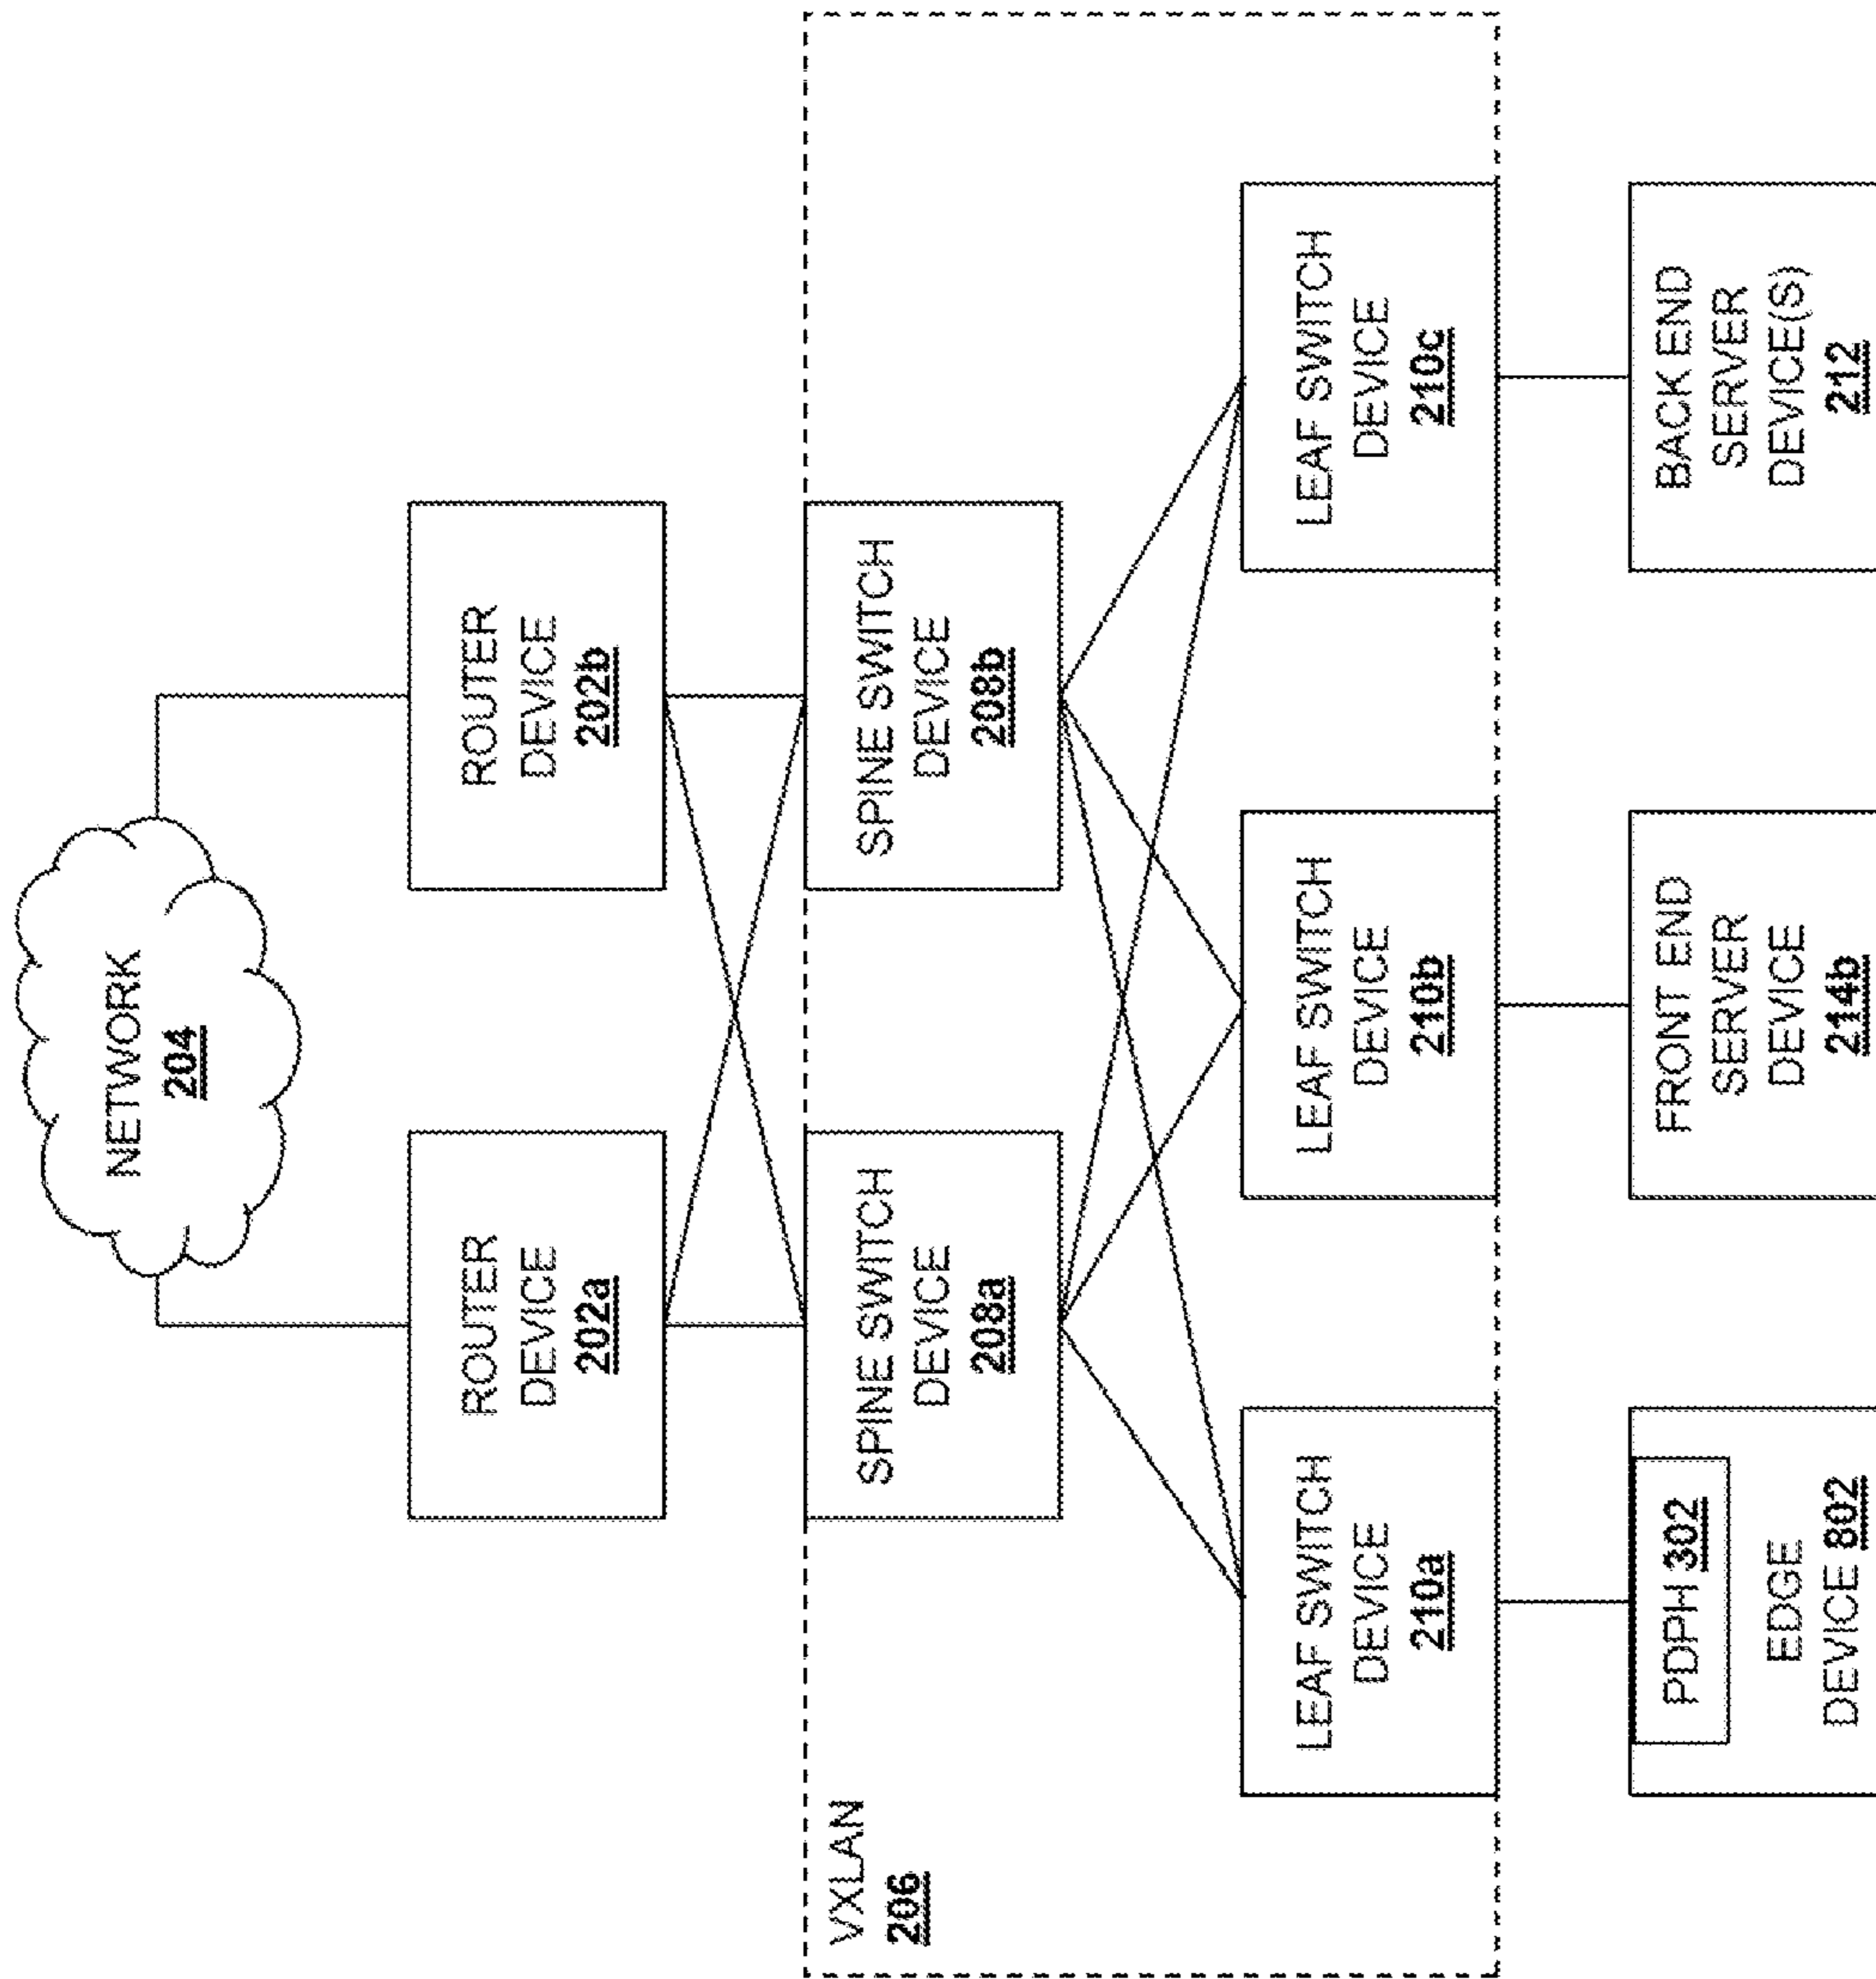 NETWORK
204
ROUTER
DEVICE
202a
ROUTER
DEVICE
202b
VXLAN
206
SPINE SWITCH
DEVICE
208a
SPINE SWITCH
DEVICE
208b
LEAF SWITCH
DEVICE
210a
LEAF SWITCH
DEVICE
210b
LEAF SWITCH
DEVICE
210c
PDPH 302
EDGE
DEVICE 802
FRONT END
SERVER
DEVICE
214b
BACK END
SERVER
DEVICE(S)
212